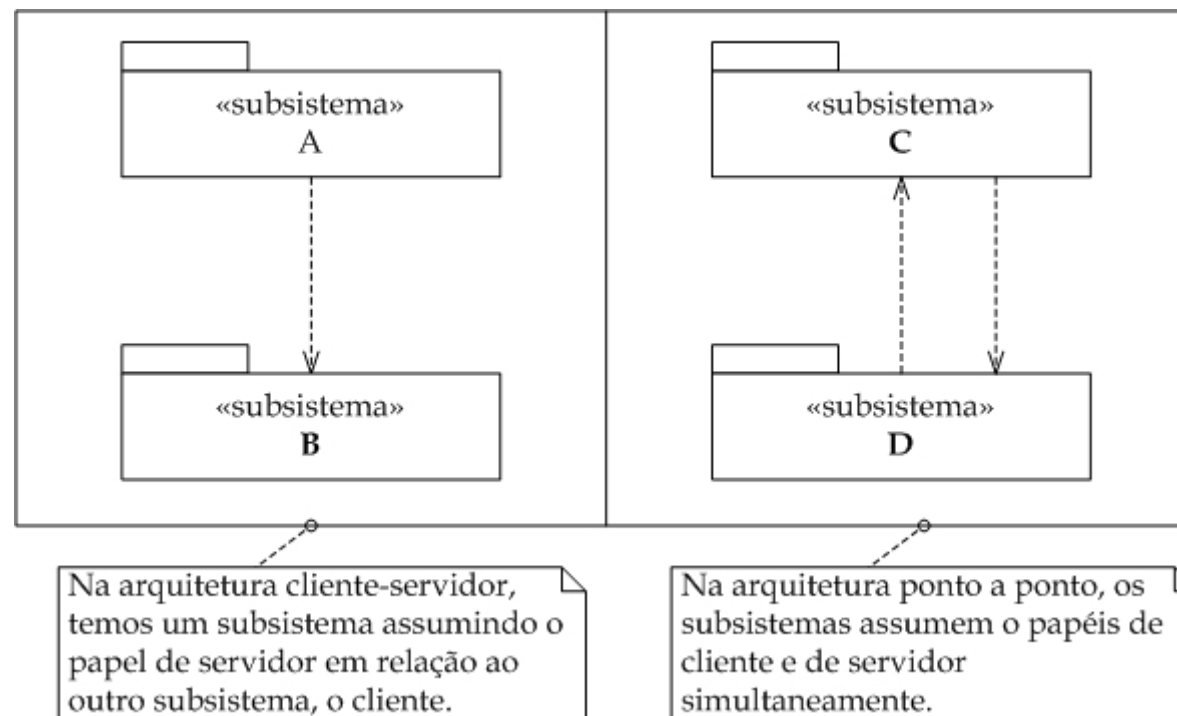 «subsistema»
A
«subsistema»
B
«subsistema»
C
«subsistema»
D
Na arquitetura cliente-servidor,
temos um subsistema assumindo o
papel de servidor em relação ao
outro subsistema, o cliente.
Na arquitetura ponto a ponto, os
subsistemas assumem o papéis de
cliente e de servidor
simultaneamente.